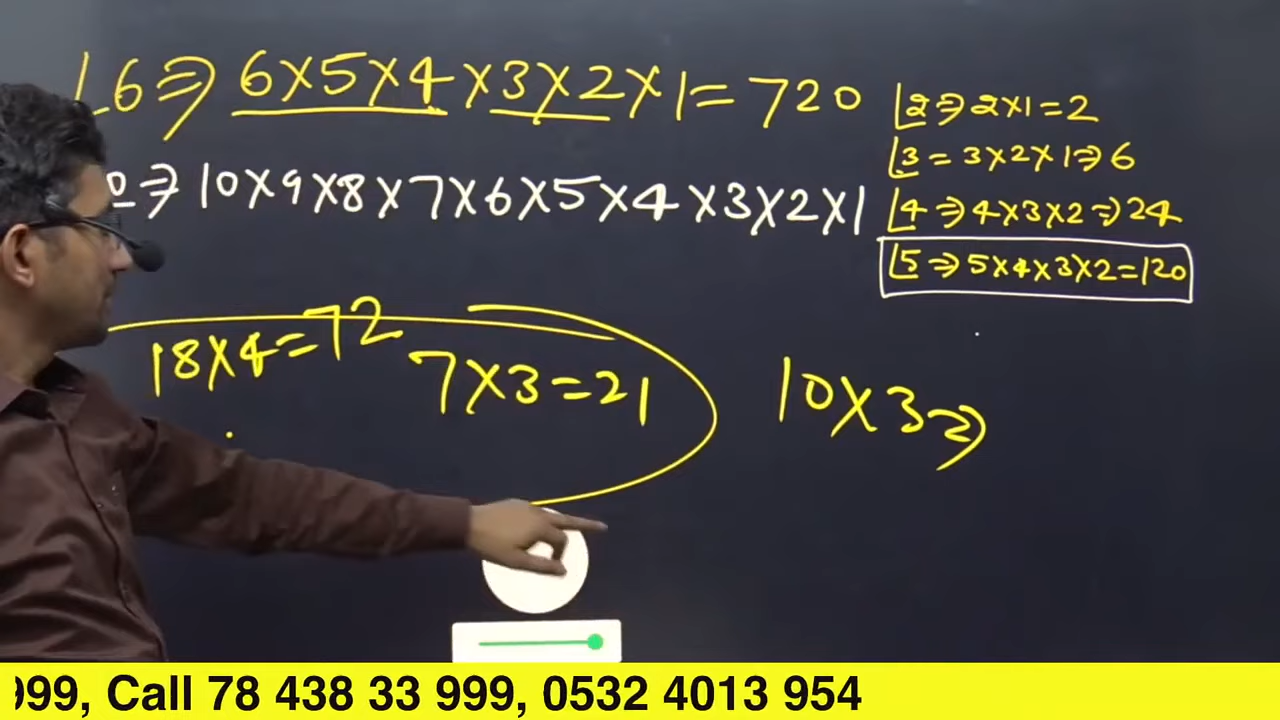 ⌊6 ⇒ 6×5×4×3×2×1=720
0 ⇒ 10×9×8×7×6×5×4×3×2×1
⌊2 ⇒ 2×1=2
⌊3 = 3×2×1 ⇒ 6
⌊4 ⇒ 4×3×2 ⇒ 24
⌊5 ⇒ 5×4×3×2=120
18×4=72
7×3=21
10×3 ⇒
999, Call 78 438 33 999, 0532 4013 954